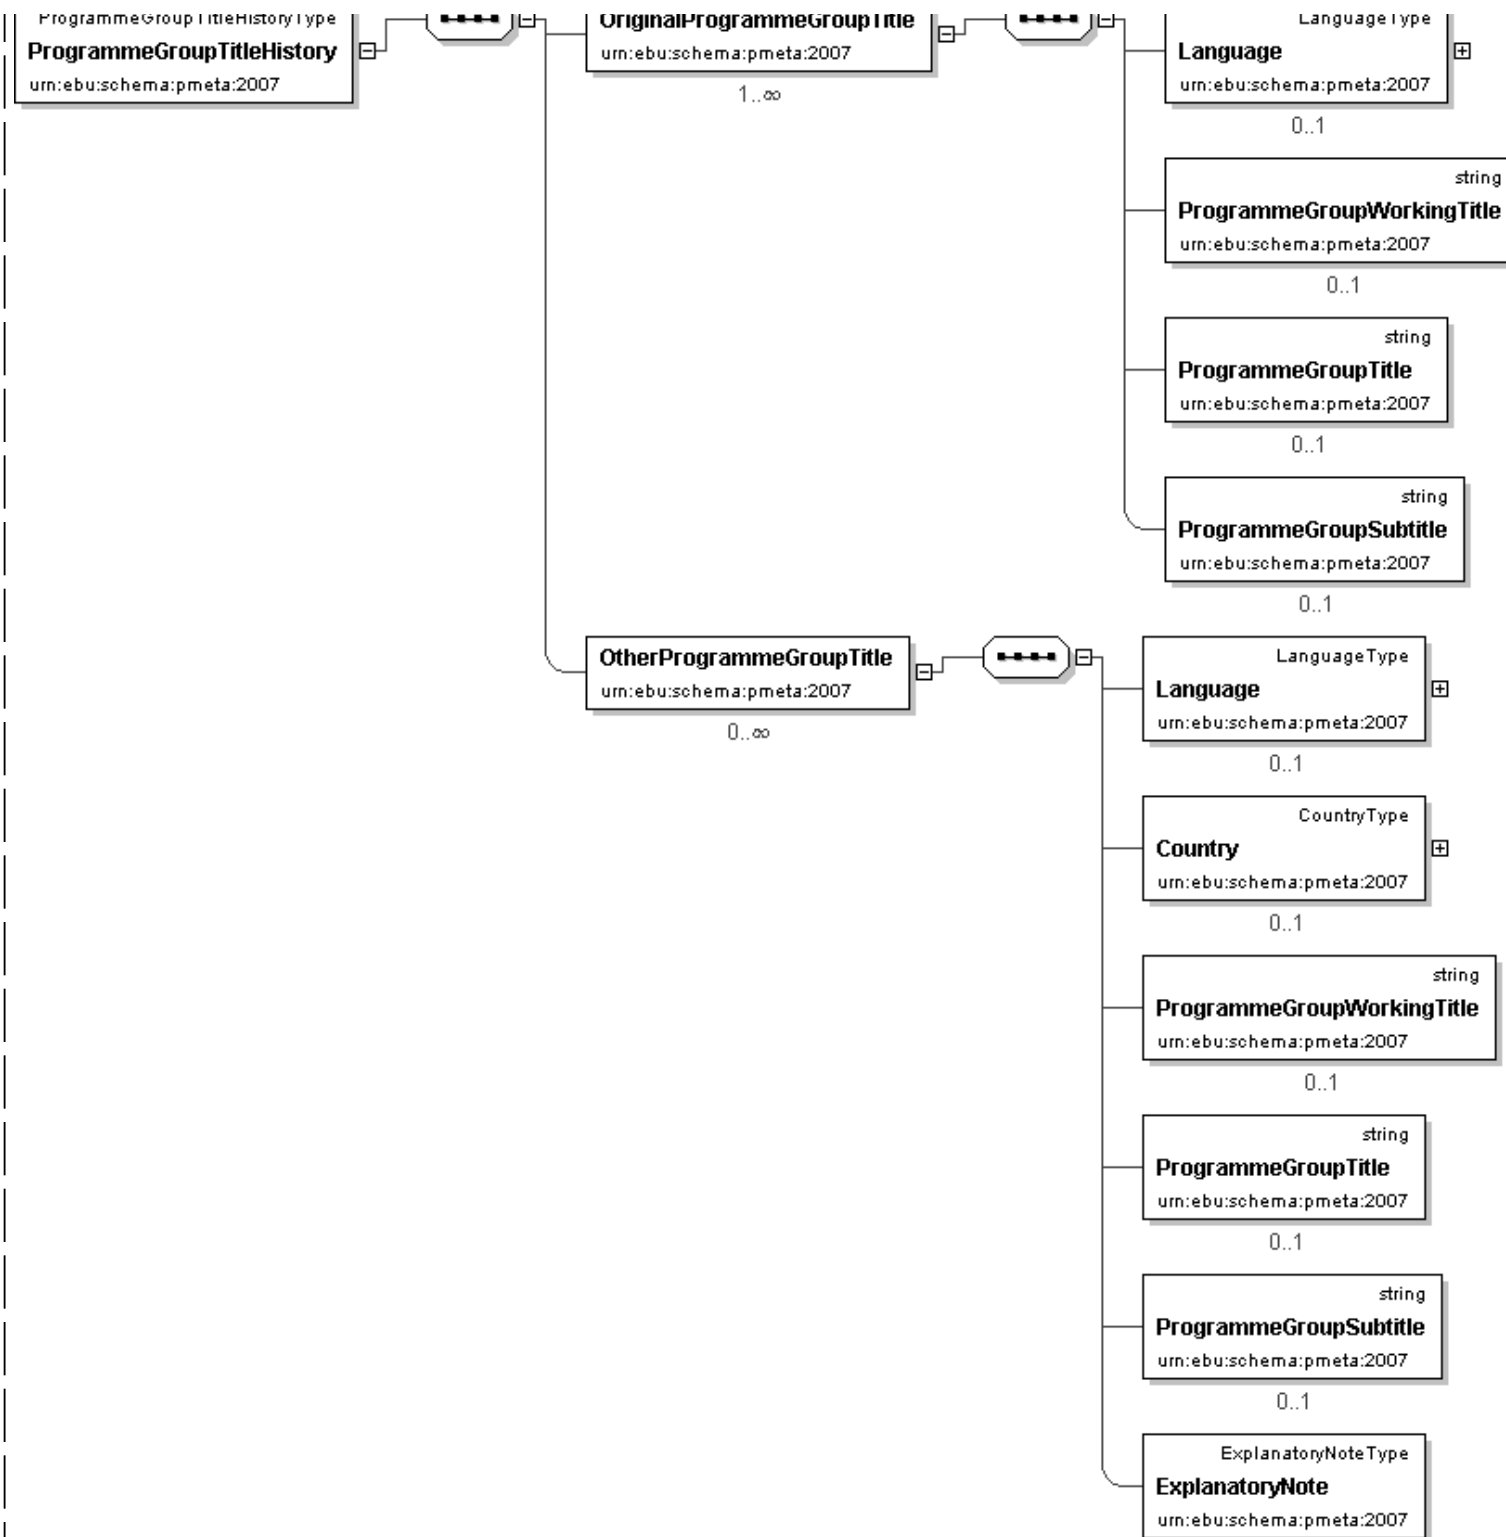 ProgrammeGroupTitleHistoryType
ProgrammeGroupTitleHistory
urn:ebu:schema:pmeta:2007
OriginalProgrammeGroupTitle
urn:ebu:schema:pmeta:2007
1..∞
LanguageType
Language
urn:ebu:schema:pmeta:2007
0..1
string
ProgrammeGroupWorkingTitle
urn:ebu:schema:pmeta:2007
0..1
string
ProgrammeGroupTitle
urn:ebu:schema:pmeta:2007
0..1
string
ProgrammeGroupSubtitle
urn:ebu:schema:pmeta:2007
0..1
OtherProgrammeGroupTitle
urn:ebu:schema:pmeta:2007
0..∞
LanguageType
Language
urn:ebu:schema:pmeta:2007
0..1
CountryType
Country
urn:ebu:schema:pmeta:2007
0..1
string
ProgrammeGroupWorkingTitle
urn:ebu:schema:pmeta:2007
0..1
string
ProgrammeGroupTitle
urn:ebu:schema:pmeta:2007
0..1
string
ProgrammeGroupSubtitle
urn:ebu:schema:pmeta:2007
0..1
ExplanatoryNoteType
ExplanatoryNote
urn:ebu:schema:pmeta:2007